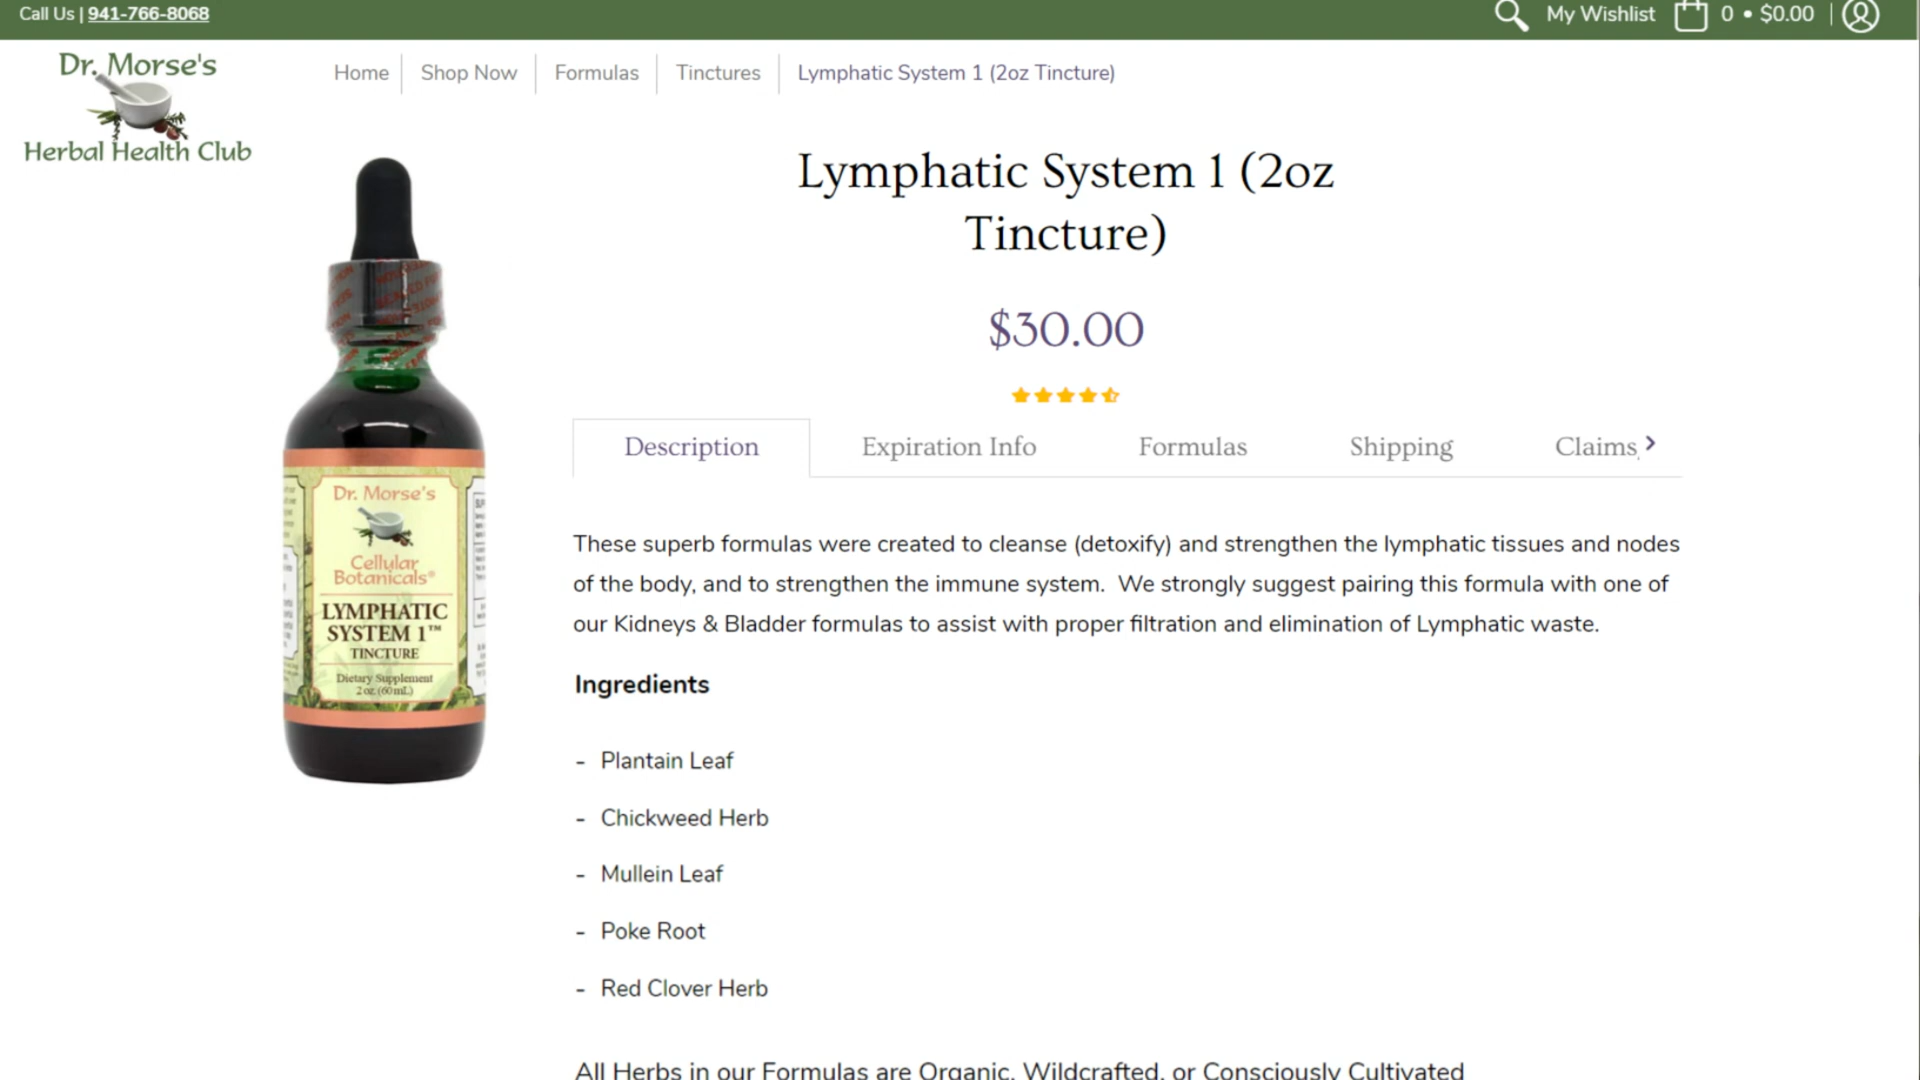 Call Us | 941-766-8068
My Wishlist
0 • $0.00
Dr. Morse's
Herbal Health Club
Home
Shop Now
Formulas
Tinctures
Lymphatic System 1 (2oz Tincture)
Lymphatic System 1 (2oz
Tincture)
$30.00
Description
Expiration Info
Formulas
Shipping
Claims
Dr. Morse's
Cellular
Botanicals®
LYMPHATIC
SYSTEM 1™
TINCTURE
Dietary Supplement
2 oz. (60 mL)
These superb formulas were created to cleanse (detoxify) and strengthen the lymphatic tissues and nodes
of the body, and to strengthen the immune system. We strongly suggest pairing this formula with one of
our Kidneys & Bladder formulas to assist with proper filtration and elimination of Lymphatic waste.
Ingredients
- Plantain Leaf
- Chickweed Herb
- Mullein Leaf
- Poke Root
- Red Clover Herb
All Herbs in our Formulas are Organic, Wildcrafted, or Consciously Cultivated